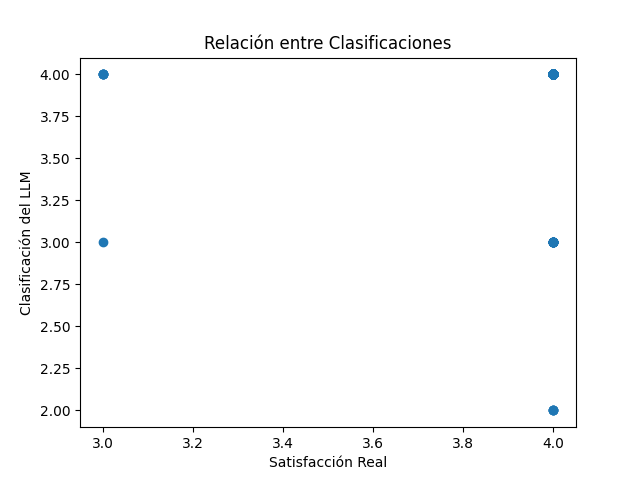 Relación entre Clasificaciones
4.00
3.75
3.50
3.25
3.00
2.75
2.50
2.25
2.00
Clasificación del LLM
3.0 3.2 3.4 3.6 3.8 4.0
Satisfacción Real